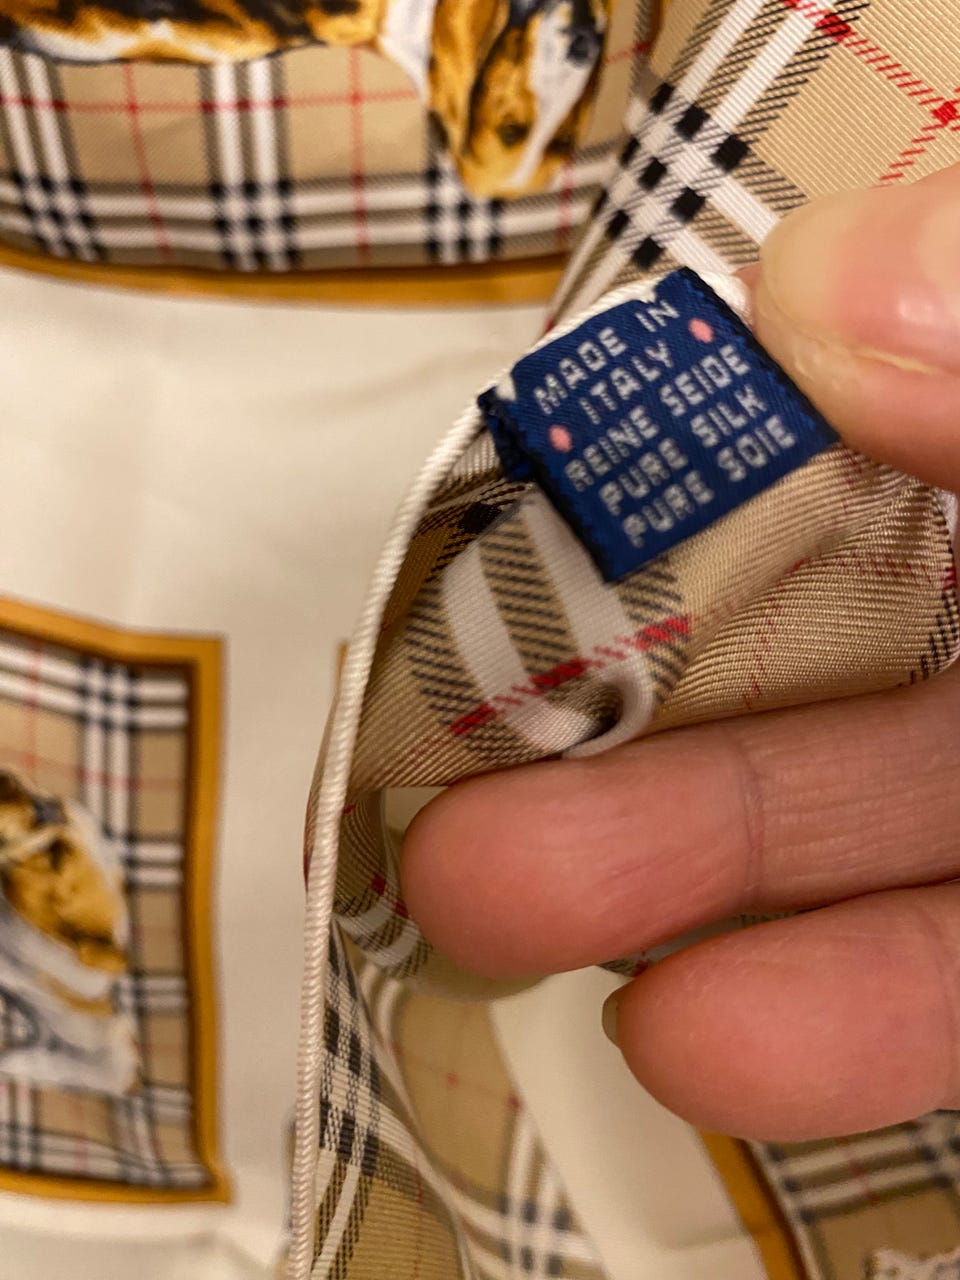 MADE IN
ITALY
REINE SEIDE
PURE SILK
PURE SOIE